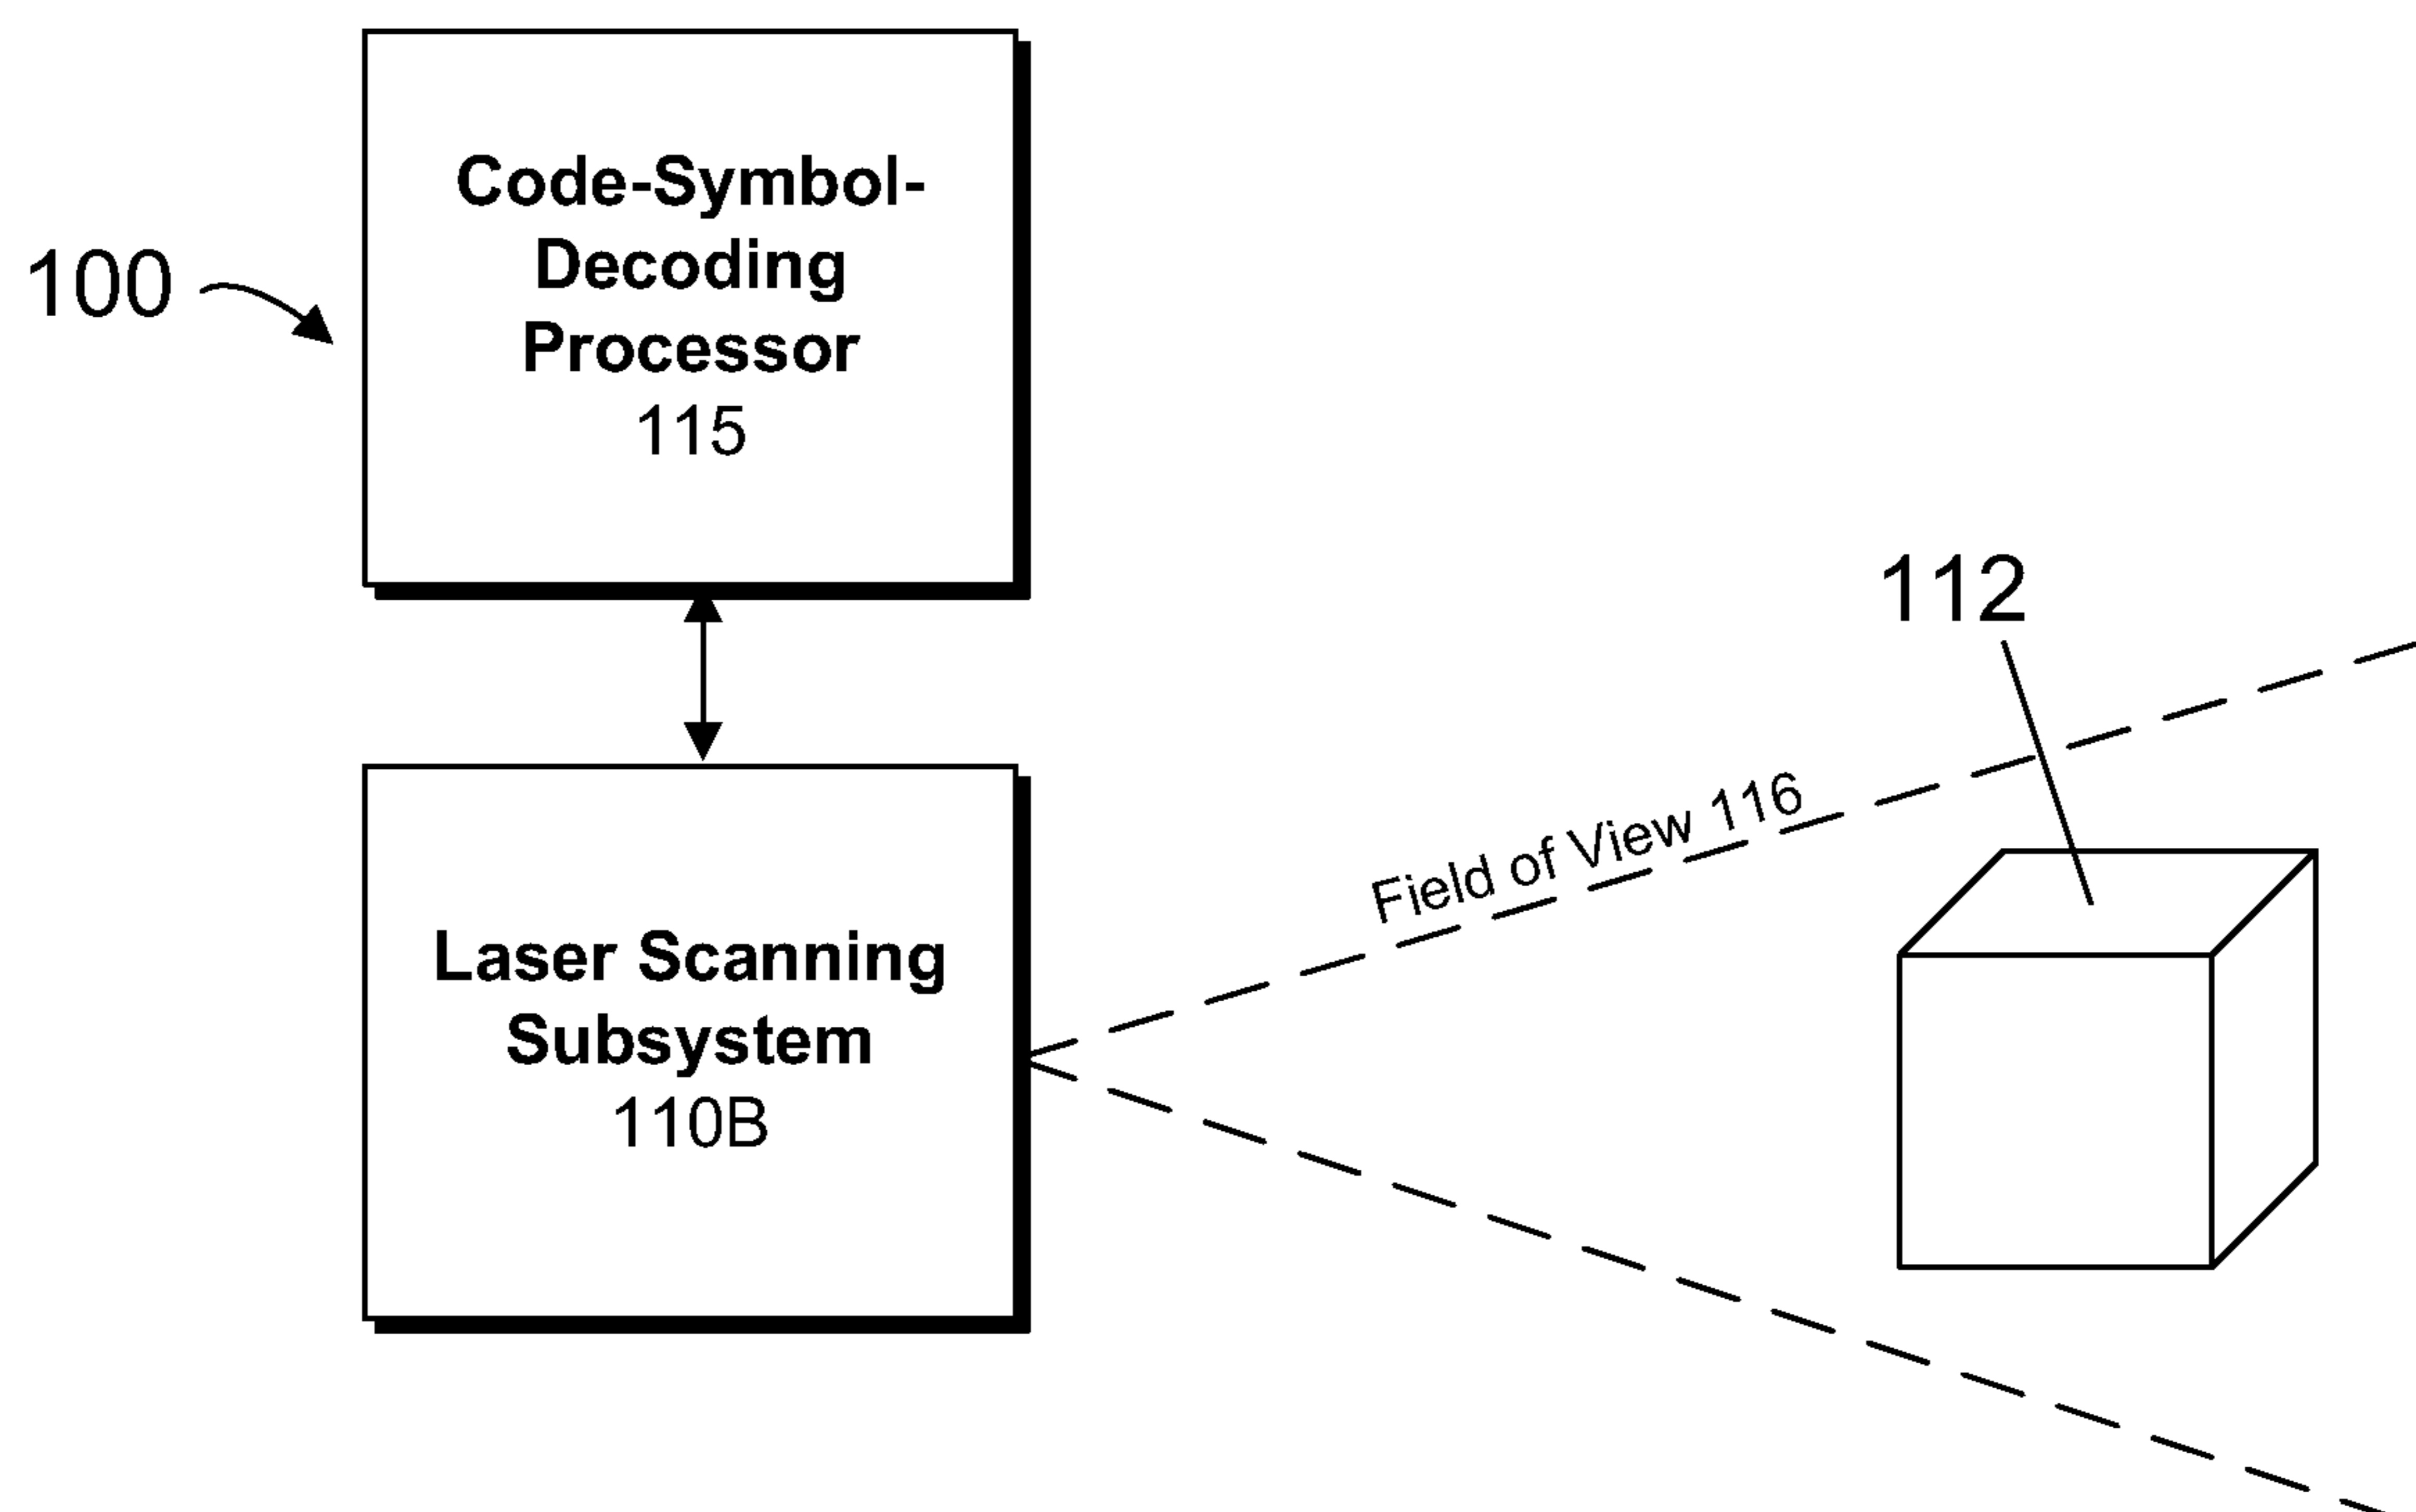 100
Code-Symbol-
Decoding
Processor
115
112
Field of View 116
Laser Scanning
Subsystem
110B